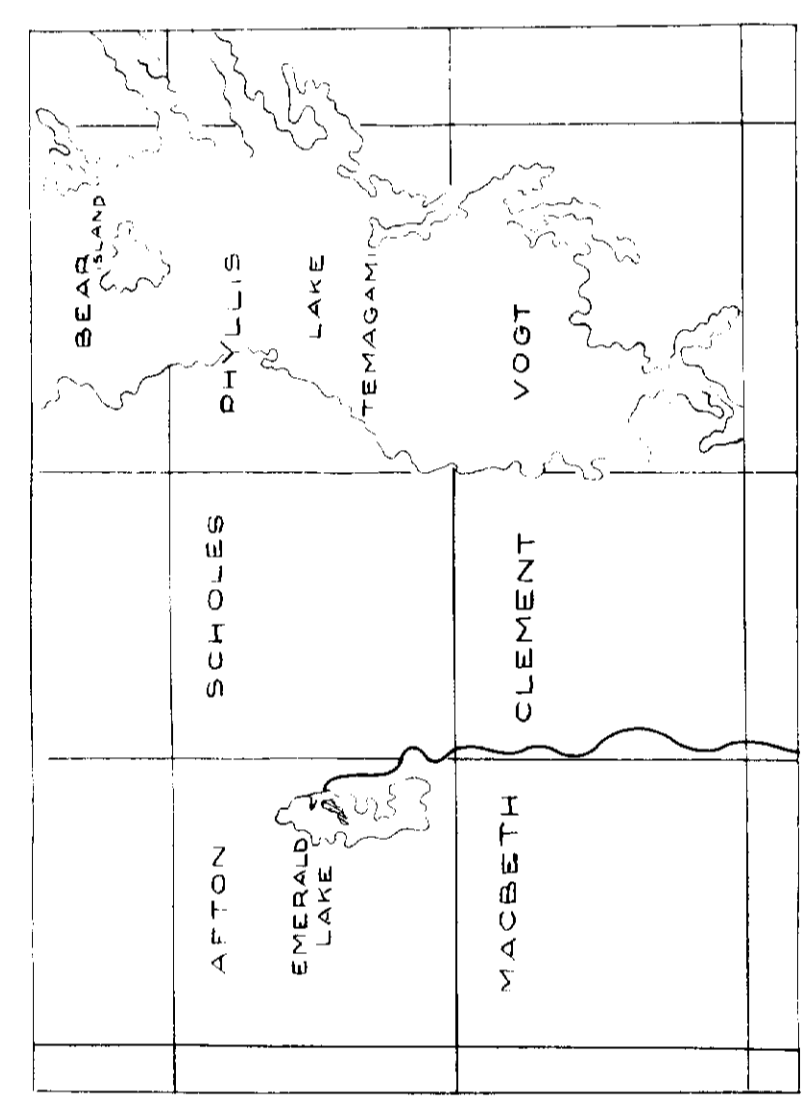 AFTON
EMERALD
LAKE
MACBETH
SCHOLES
CLEMENT
BEAR
ISLAND
PHYLLIS
LAKE
TEMAGAMI
VOGT